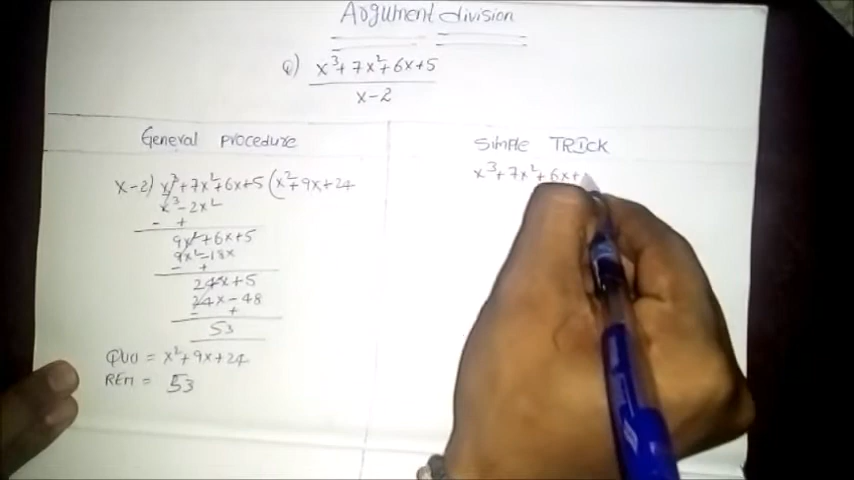 Argument division
Q) x³+7x²+6x+5
x-2
General procedure
x-2) x³+7x²+6x+5 (x²+9x+24
x³-2x²
- +
9x²+6x+5
9x²-18x
- +
24x+5
24x-48
- +
53
QUO = x²+9x+24
REM = 53
Simple TRICK
x³+7x²+6x+